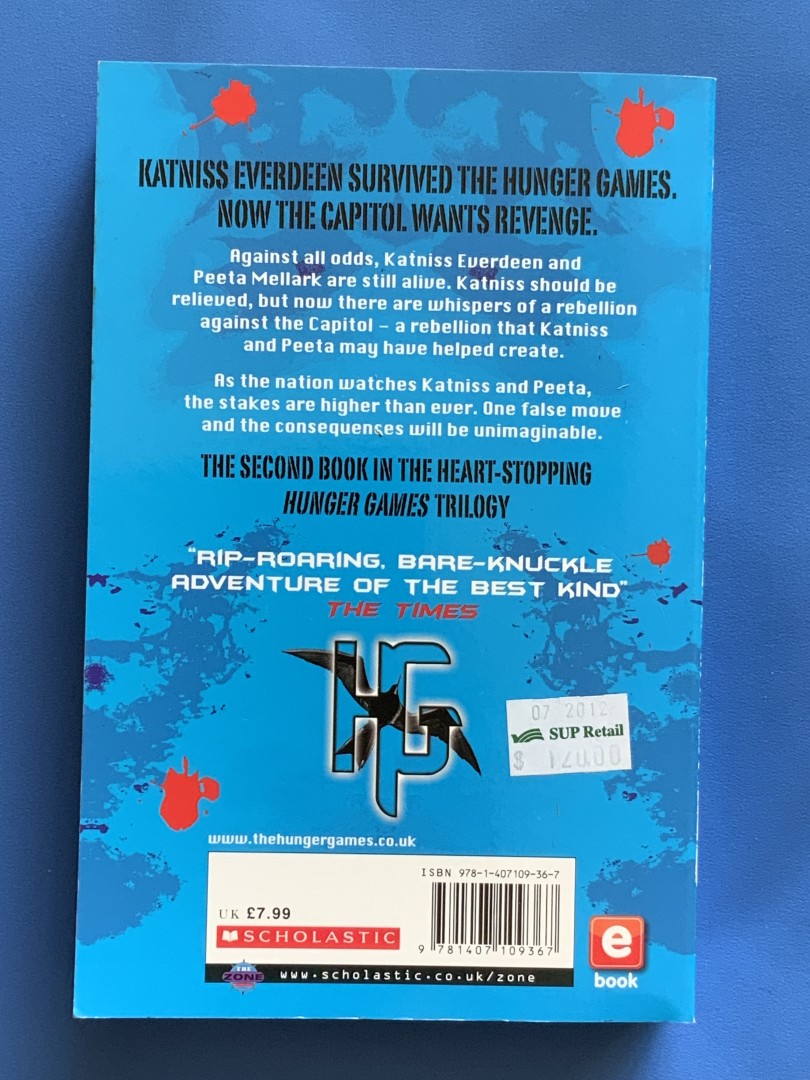 KATNISS EVERDEEN SURVIVED THE HUNGER GAMES.
NOW THE CAPITOL WANTS REVENGE.
Against all odds, Katniss Everdeen and
Peeta Mellark are still alive. Katniss should be
relieved, but now there are whispers of a rebellion
against the Capitol – a rebellion that Katniss
and Peeta may have helped create.
As the nation watches Katniss and Peeta,
the stakes are higher than ever. One false move
and the consequences will be unimaginable.
THE SECOND BOOK IN THE HEART-STOPPING
HUNGER GAMES TRILOGY
"RIP-ROARING, BARE-KNUCKLE
ADVENTURE OF THE BEST KIND"
THE TIMES
HG
07 2012
SUP Retail
$ 120.00
www.thehungergames.co.uk
ISBN 978-1-407109-36-7
UK £7.99
SCHOLASTIC
9 781407 109367
THE ZONE
www.scholastic.co.uk/zone
e
book